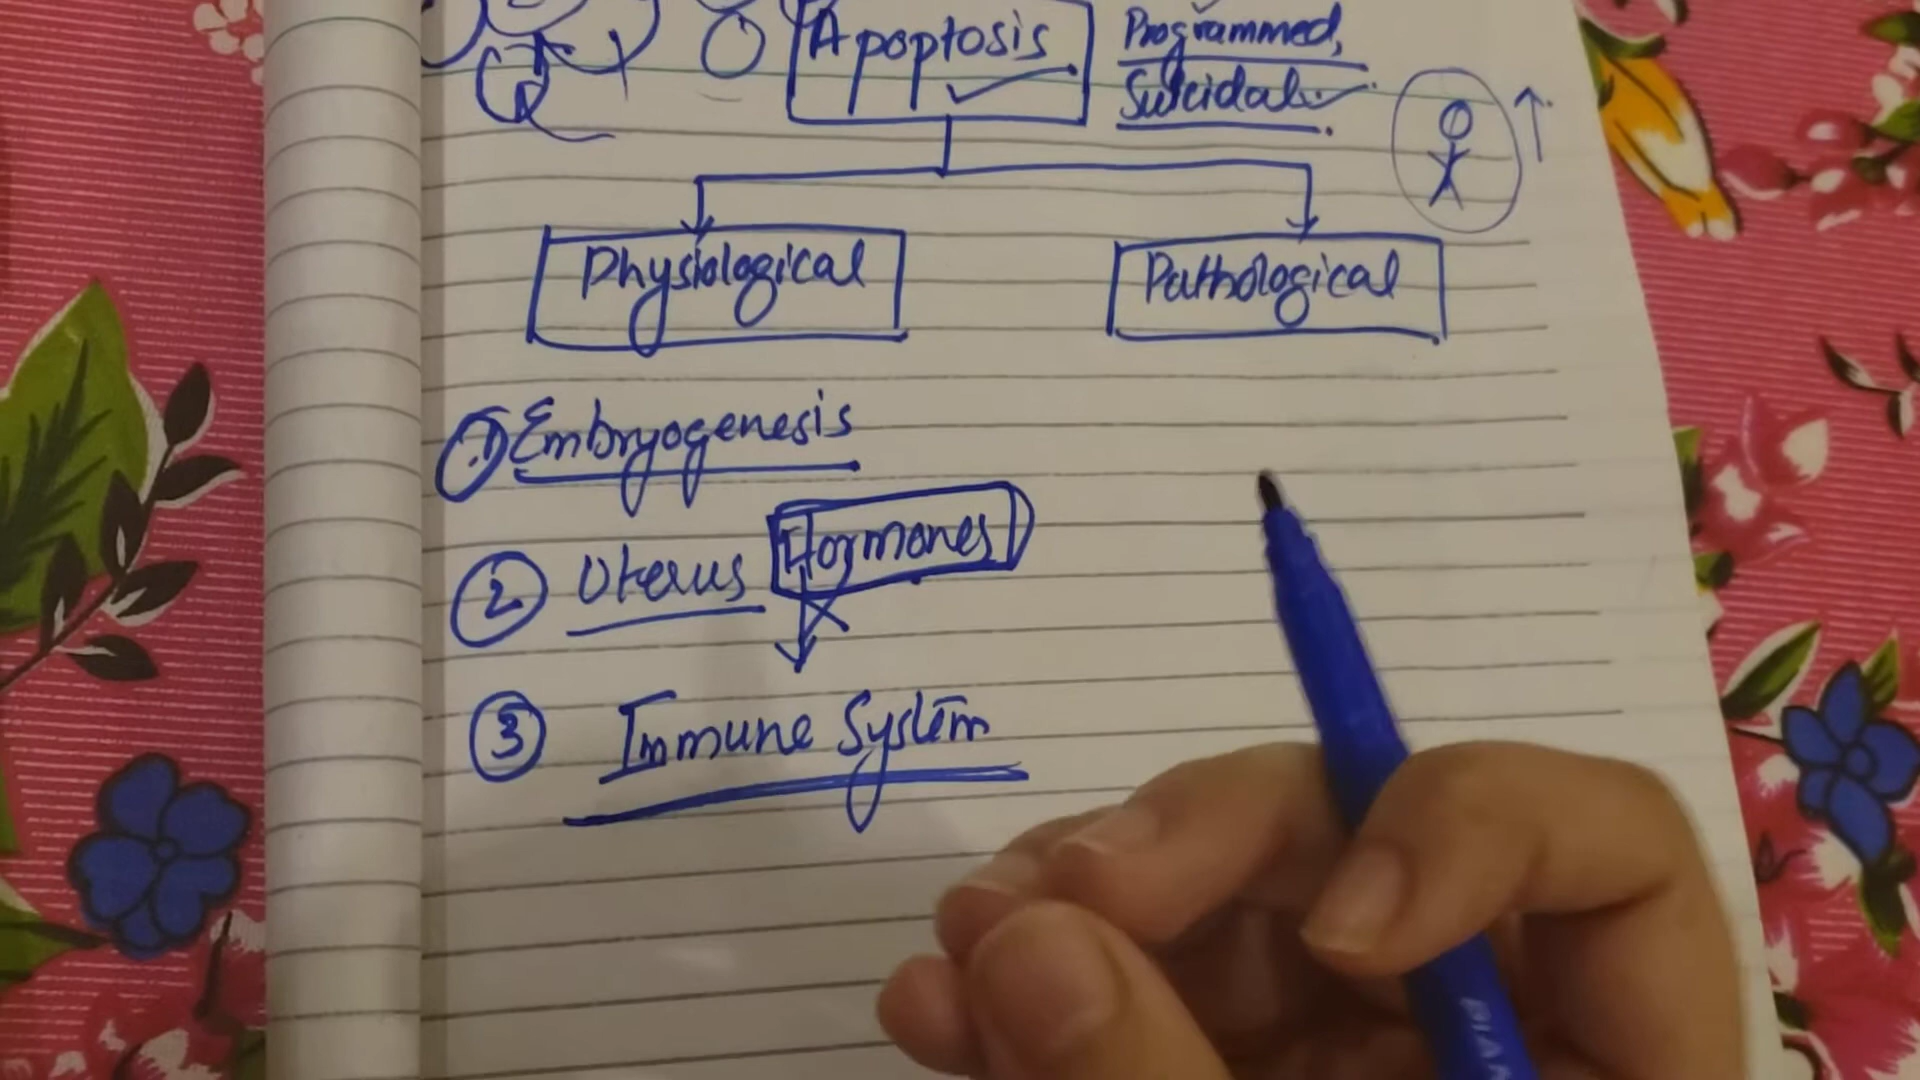 Apoptosis
Programmed,
Suicidal.
Physiological
Pathological
1 Embryogenesis
2 Uterus Hormones
3 Immune System